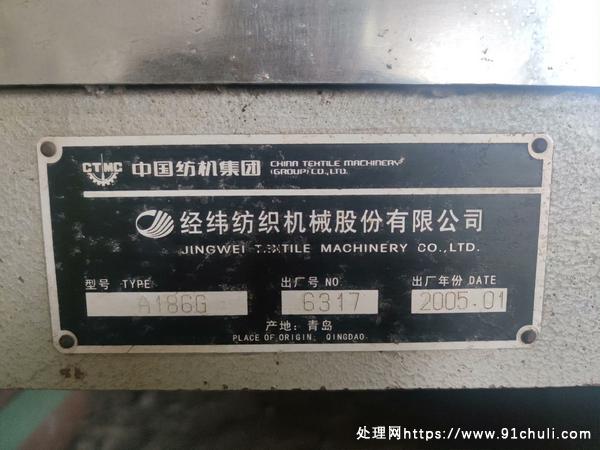 CTMC 中国纺机集团 CHINA TEXTILE MACHINERY (GROUP) CO., LTD.
经纬纺织机械股份有限公司
JINGWEI TEXTILE MACHINERY CO., LTD.
型号 TYPE 出厂号 NO 出厂年份 DATE
A186G 6317 2005.01
产地: 青岛
PLACE OF ORIGIN: QINGDAO
处理网https://www.91chuli.com/